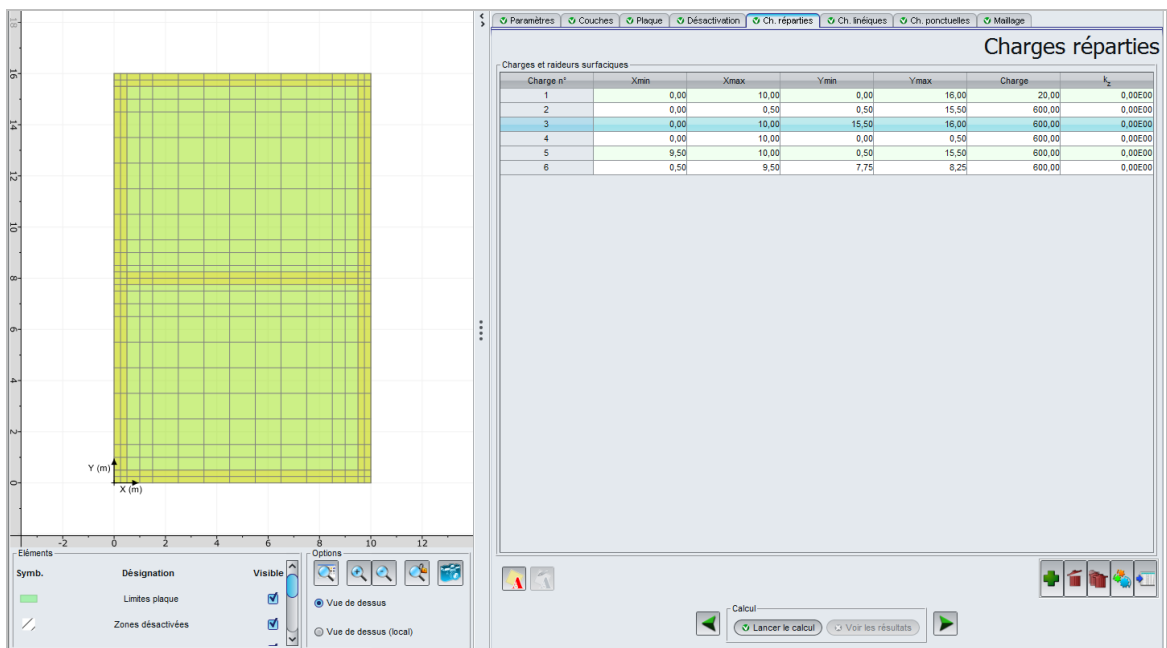 Paramètres Couches Plaque Désactivation Ch. réparties Ch. linéiques Ch. ponctuelles Maillage
Charges réparties
Charges et raideurs surfaciques
Charge n° Xmin Xmax Ymin Ymax Charge kz
1 0,00 10,00 0,00 16,00 20,00 0,00E00
2 0,00 0,50 0,50 15,50 600,00 0,00E00
3 0,00 10,00 15,50 16,00 600,00 0,00E00
4 0,00 10,00 0,00 0,50 600,00 0,00E00
5 9,50 10,00 0,50 15,50 600,00 0,00E00
6 0,50 9,50 7,75 8,25 600,00 0,00E00
18
16
14
12
10
8
6
4
2
0
Y (m)
X (m)
-2 0 2 4 6 8 10 12
Eléments
Symb. Désignation Visible
Limites plaque
Zones désactivées
Options
Vue de dessus
Vue de dessus (local)
Calcul
Lancer le calcul Voir les résultats